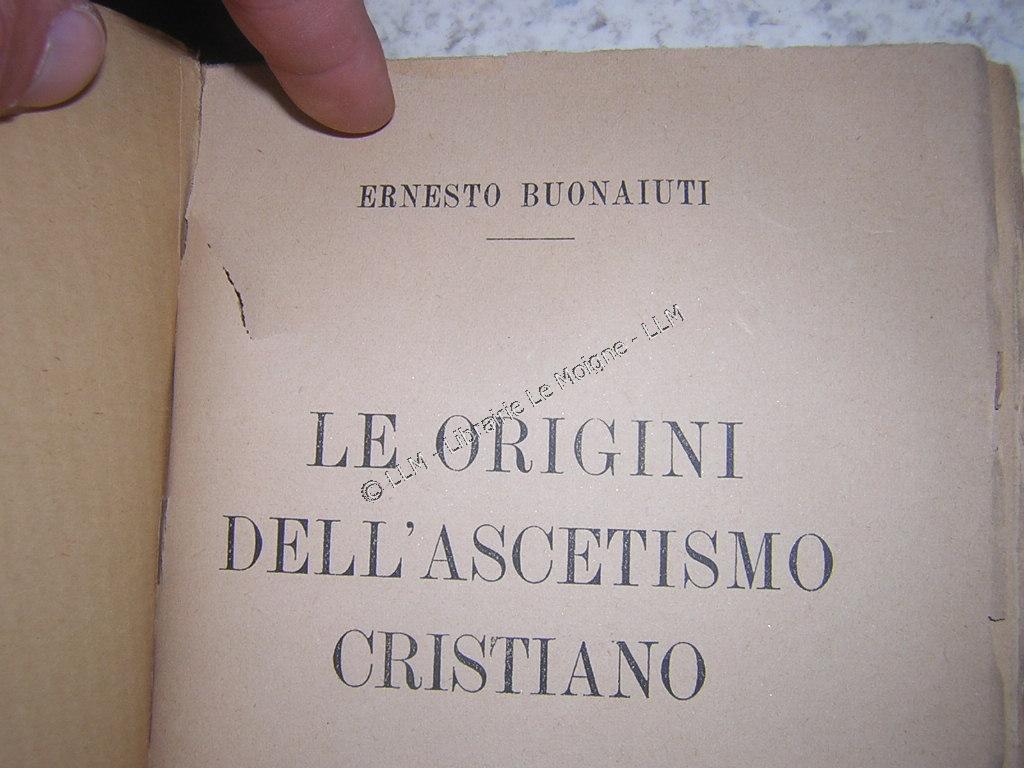 ERNESTO BUONAIUTI
© LLM - Librairie Le Moigne - LLM
LE ORIGINI
DELL'ASCETISMO
CRISTIANO